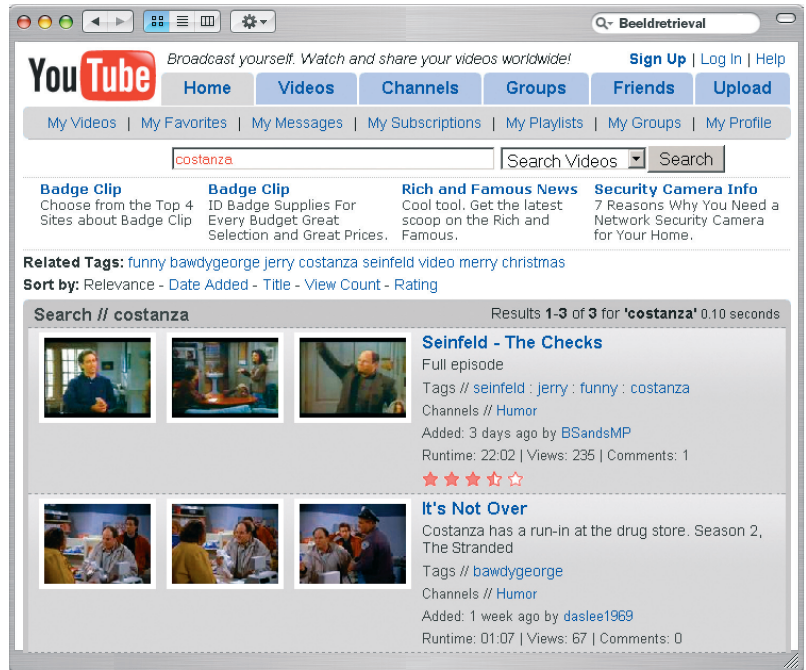 Beeldretrieval
YouTube
Broadcast yourself. Watch and share your videos worldwide!
Sign Up | Log In | Help
Home Videos Channels Groups Friends Upload
My Videos | My Favorites | My Messages | My Subscriptions | My Playlists | My Groups | My Profile
costanza Search Videos Search
Badge Clip
Choose from the Top 4
Sites about Badge Clip
Badge Clip
ID Badge Supplies For
Every Budget Great
Selection and Great Prices.
Rich and Famous News
Cool tool. Get the latest
scoop on the Rich and
Famous.
Security Camera Info
7 Reasons Why You Need a
Network Security Camera
for Your Home.
Related Tags: funny bawdygeorge jerry costanza seinfeld video merry christmas
Sort by: Relevance - Date Added - Title - View Count - Rating
Search // costanza
Results 1-3 of 3 for 'costanza' 0.10 seconds
Seinfeld - The Checks
Full episode
Tags // seinfeld : jerry : funny : costanza
Channels // Humor
Added: 3 days ago by BSandsMP
Runtime: 22:02 | Views: 235 | Comments: 1
It's Not Over
Costanza has a run-in at the drug store. Season 2,
The Stranded
Tags // bawdygeorge
Channels // Humor
Added: 1 week ago by daslee1969
Runtime: 01:07 | Views: 67 | Comments: 0